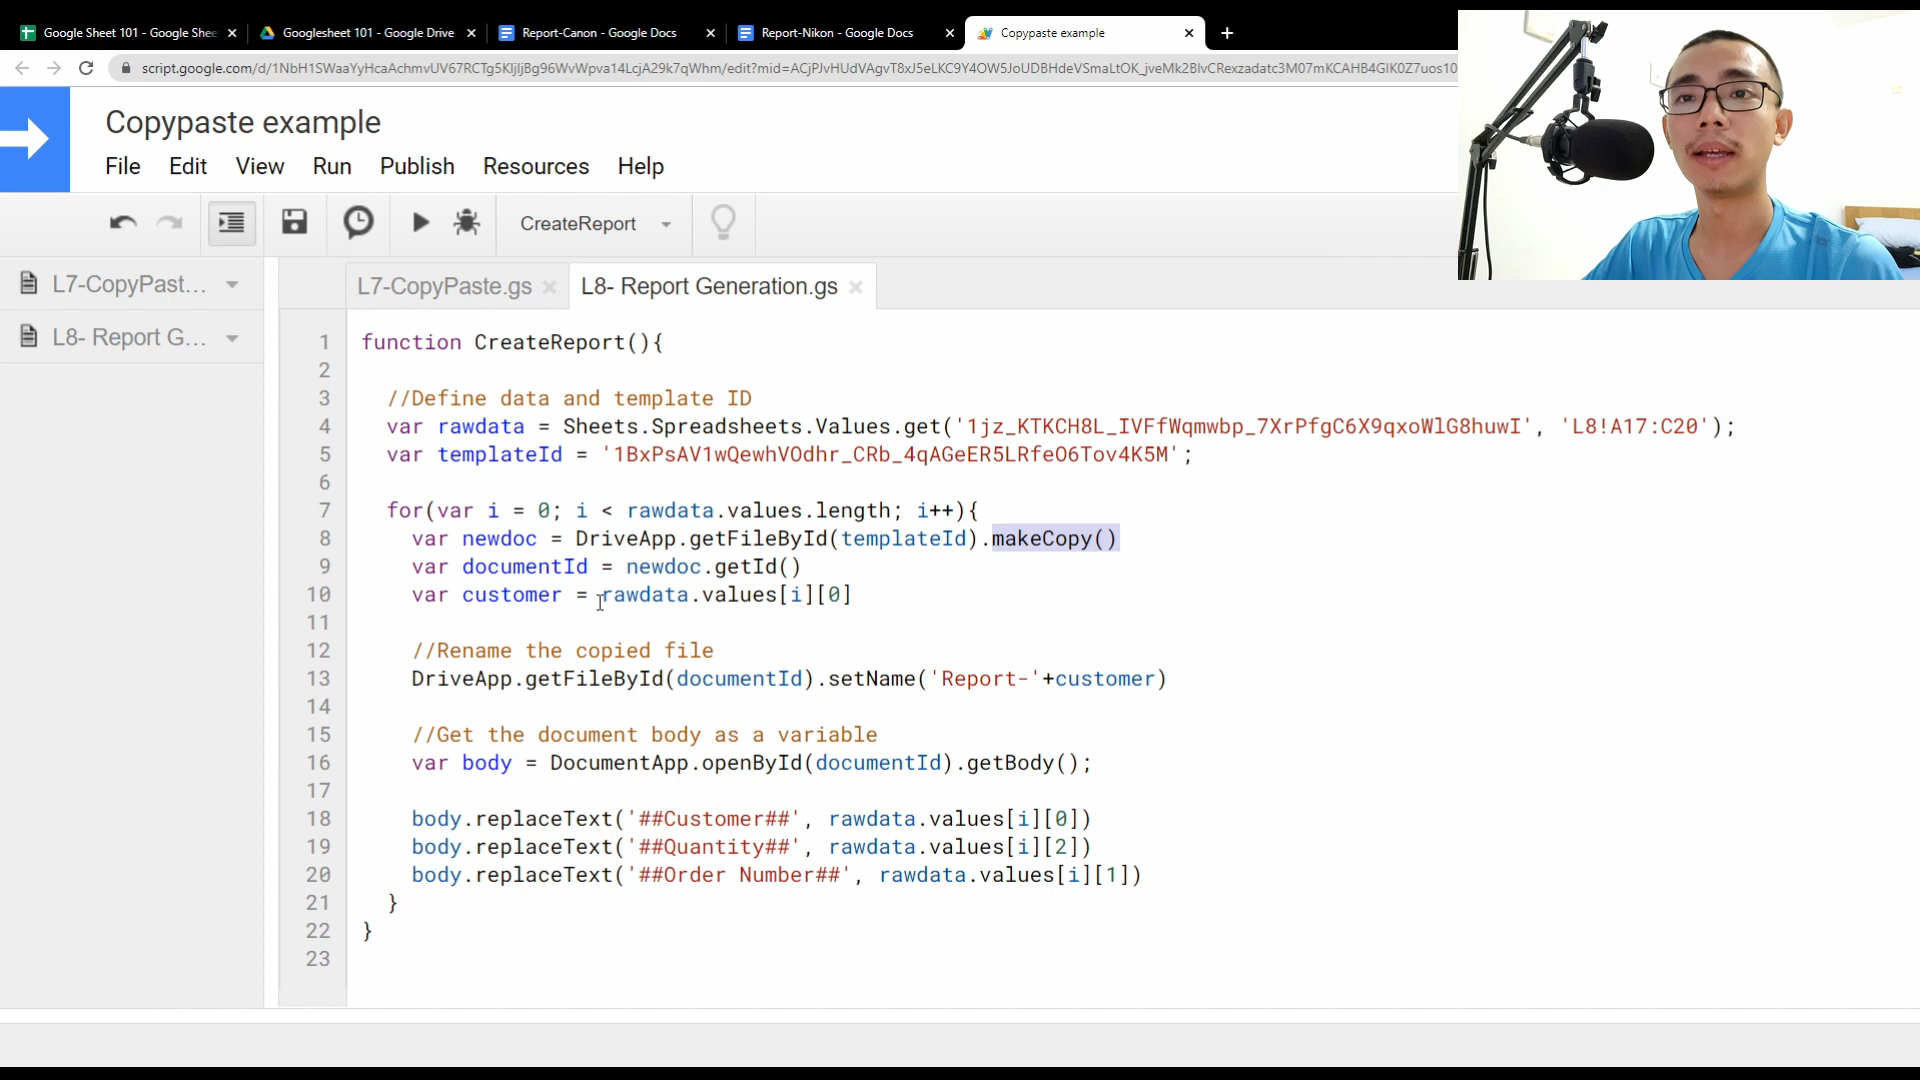 Google Sheet 101 - Google Shee
Googlesheet 101 - Google Drive
Report-Canon - Google Docs
Report-Nikon - Google Docs
Copypaste example
script.google.com/d/1NbH1SWaaYyHcaAchmvUV67RCTg5KljIjBg96WvWpva14LcjA29k7qWhm/edit?mid=ACjPJvHUdVAgvT8xJ5eLKC9Y4OW5JoUDBHdeVSmaLtOK_jveMk2BlvCRexzadatc3M07mKCAHB4GlK0Z7uos10
Copypaste example
File Edit View Run Publish Resources Help
CreateReport
L7-CopyPast...
L8- Report G...
L7-CopyPaste.gs
L8- Report Generation.gs
1 function CreateReport(){
2
3 //Define data and template ID
4 var rawdata = Sheets.Spreadsheets.Values.get('1jz_KTKCH8L_IVFfWqmwbp_7XrPfgC6X9qxoWlG8huwI', 'L8!A17:C20');
5 var templateId = '1BxPsAV1wQewhVOdhr_CRb_4qAGeER5LRfeO6Tov4K5M';
6
7 for(var i = 0; i < rawdata.values.length; i++){
8 var newdoc = DriveApp.getFileById(templateId).makeCopy()
9 var documentId = newdoc.getId()
10 var customer = rawdata.values[i][0]
11
12 //Rename the copied file
13 DriveApp.getFileById(documentId).setName('Report-'+customer)
14
15 //Get the document body as a variable
16 var body = DocumentApp.openById(documentId).getBody();
17
18 body.replaceText('##Customer##', rawdata.values[i][0])
19 body.replaceText('##Quantity##', rawdata.values[i][2])
20 body.replaceText('##Order Number##', rawdata.values[i][1])
21 }
22 }
23